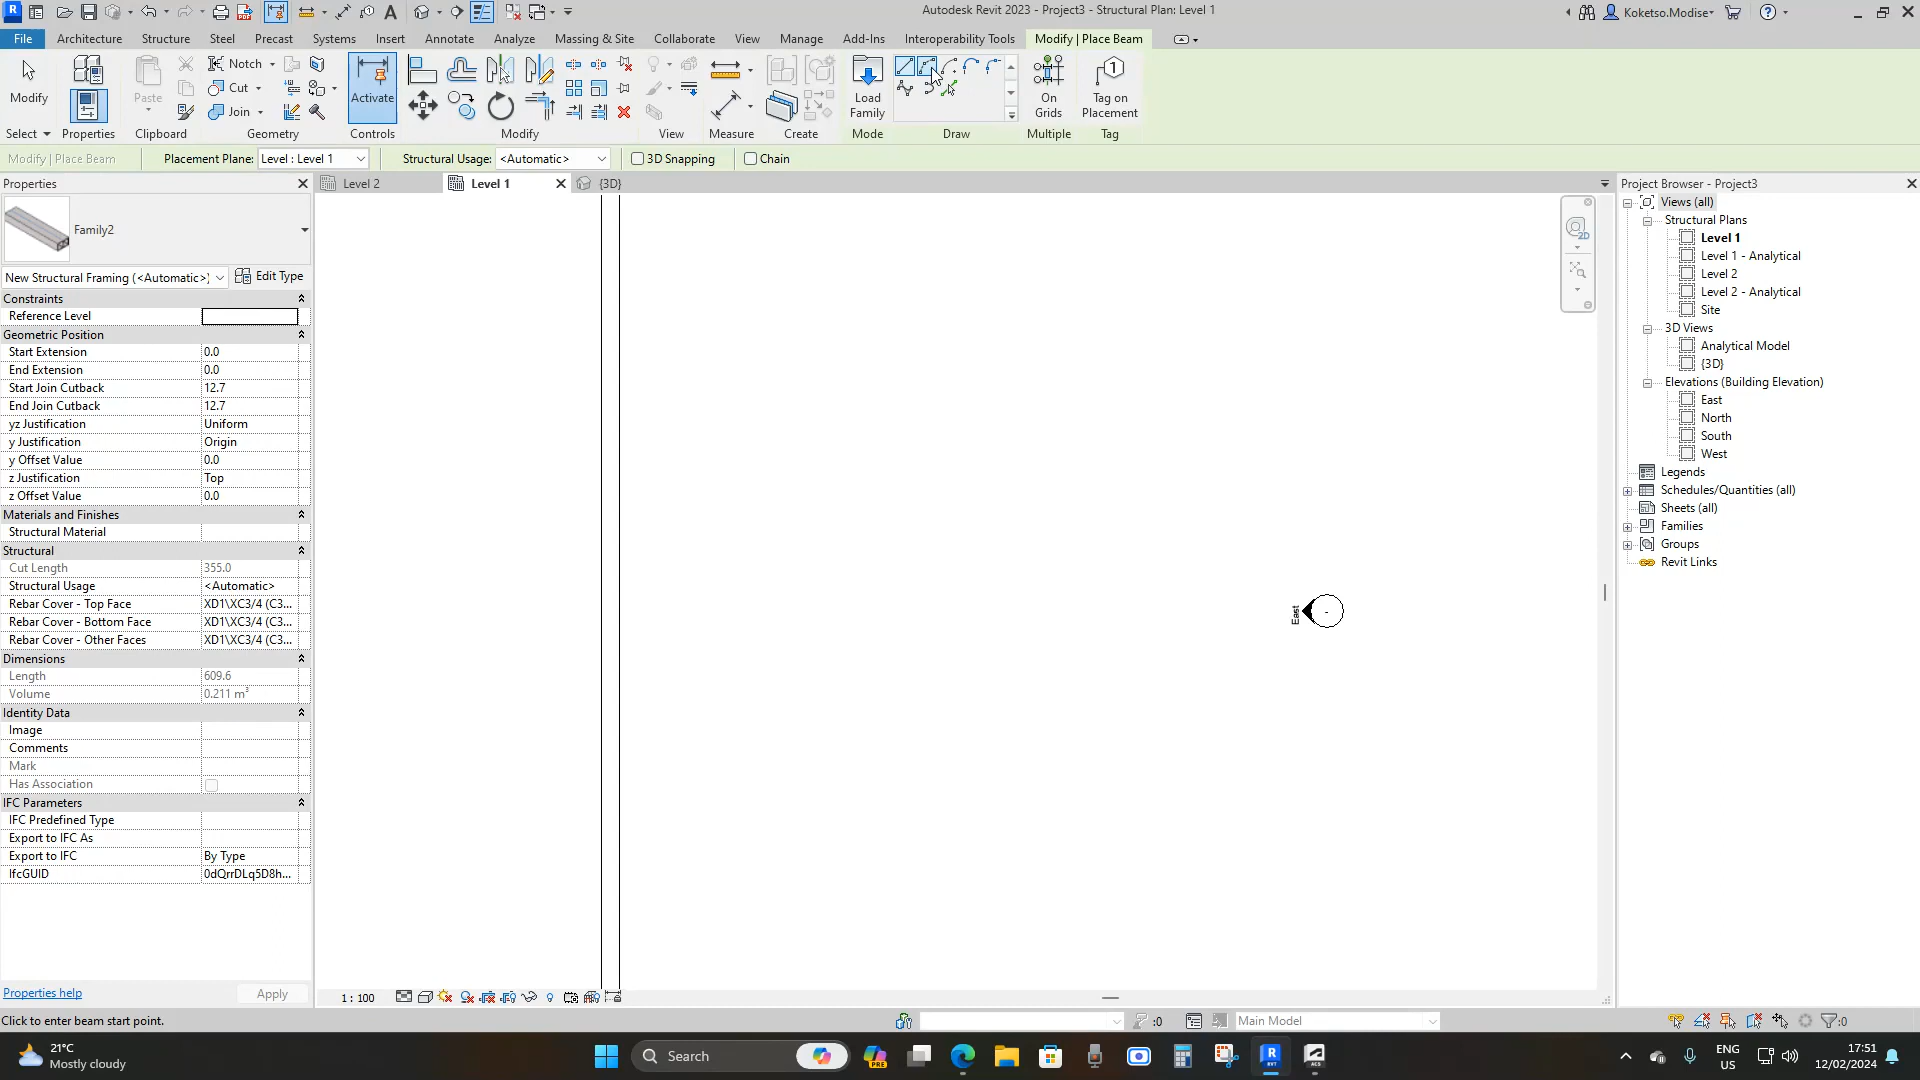 Autodesk Revit 2023 - Project3 - Structural Plan: Level 1
Koketso.Modise
File Architecture Structure Steel Precast Systems Insert Annotate Analyze Massing & Site Collaborate View Manage Add-Ins Interoperability Tools Modify | Place Beam
Modify
Paste
Notch
Cut
Join
Activate
Load Family
On Grids
Tag on Placement
Select Properties Clipboard Geometry Controls Modify View Measure Create Mode Draw Multiple Tag
Modify | Place Beam Placement Plane: Level : Level 1 Structural Usage: <Automatic> 3D Snapping Chain
Properties
Level 2 Level 1 {3D}
Family2
New Structural Framing (<Automatic>) Edit Type
Constraints
Reference Level
Geometric Position
Start Extension 0.0
End Extension 0.0
Start Join Cutback 12.7
End Join Cutback 12.7
yz Justification Uniform
y Justification Origin
y Offset Value 0.0
z Justification Top
z Offset Value 0.0
Materials and Finishes
Structural Material
Structural
Cut Length 355.0
Structural Usage <Automatic>
Rebar Cover - Top Face XD1\XC3/4 (C3...
Rebar Cover - Bottom Face XD1\XC3/4 (C3...
Rebar Cover - Other Faces XD1\XC3/4 (C3...
Dimensions
Length 609.6
Volume 0.211 m³
Identity Data
Image
Comments
Mark
Has Association
IFC Parameters
IFC Predefined Type
Export to IFC As
Export to IFC By Type
IfcGUID 0dQrrDLq5D8h...
Properties help Apply
2D
East
-
1 : 100
Project Browser - Project3
Views (all)
Structural Plans
Level 1
Level 1 - Analytical
Level 2
Level 2 - Analytical
Site
3D Views
Analytical Model
{3D}
Elevations (Building Elevation)
East
North
South
West
Legends
Schedules/Quantities (all)
Sheets (all)
Families
Groups
Revit Links
Click to enter beam start point. :0 Main Model :0
21°C
Mostly cloudy
Search
ENG
US
17:51
12/02/2024